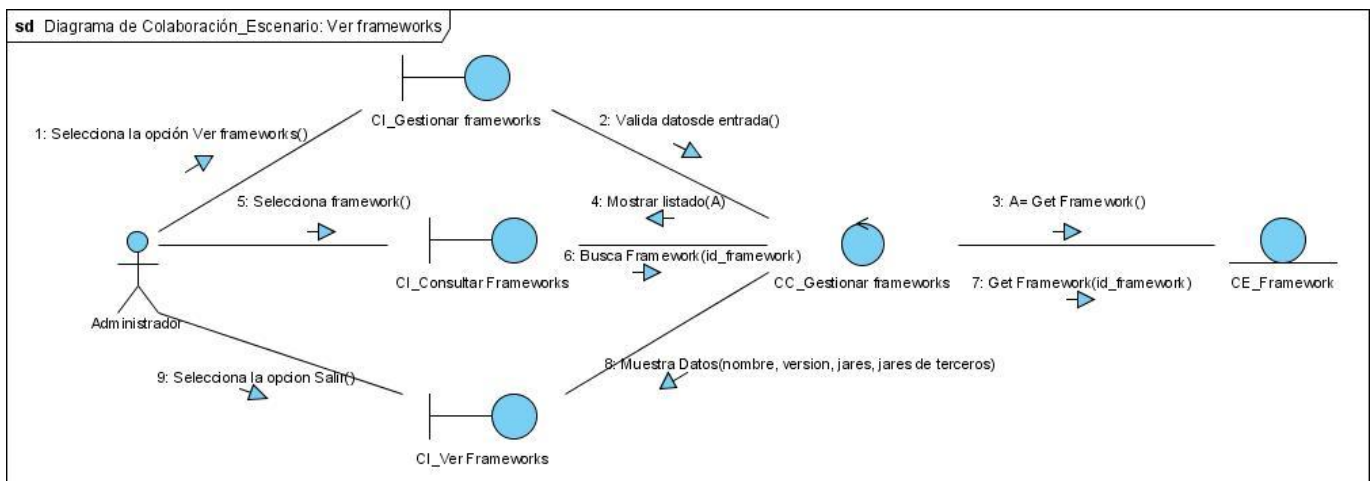 sd Diagrama de Colaboración_Escenario: Ver frameworks
CI_Gestionar frameworks
1: Selecciona la opción Ver frameworks()
2: Valida datosde entrada()
5: Selecciona framework()
4: Mostrar listado(A)
3: A= Get Framework()
6: Busca Framework(id_framework)
CI_Consultar Frameworks
CC_Gestionar frameworks
7: Get Framework(id_framework)
CE_Framework
Administrador
9: Selecciona la opcion Salir()
8: Muestra Datos(nombre, version, jares, jares de terceros)
CI_Ver Frameworks